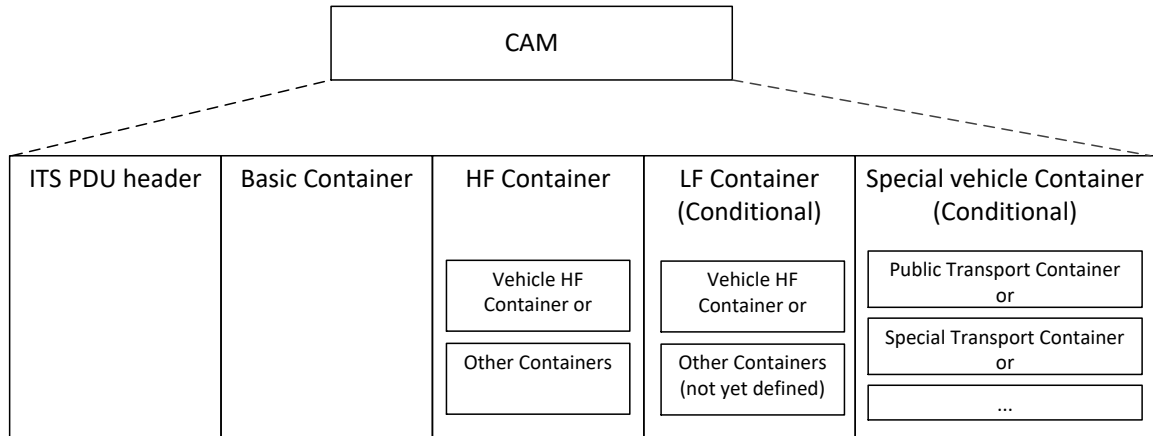 CAM
ITS PDU header
Basic Container
HF Container
Vehicle HF
Container or
Other Containers
LF Container
(Conditional)
Vehicle HF
Container or
Other Containers
(not yet defined)
Special vehicle Container
(Conditional)
Public Transport Container
or
Special Transport Container
or
...